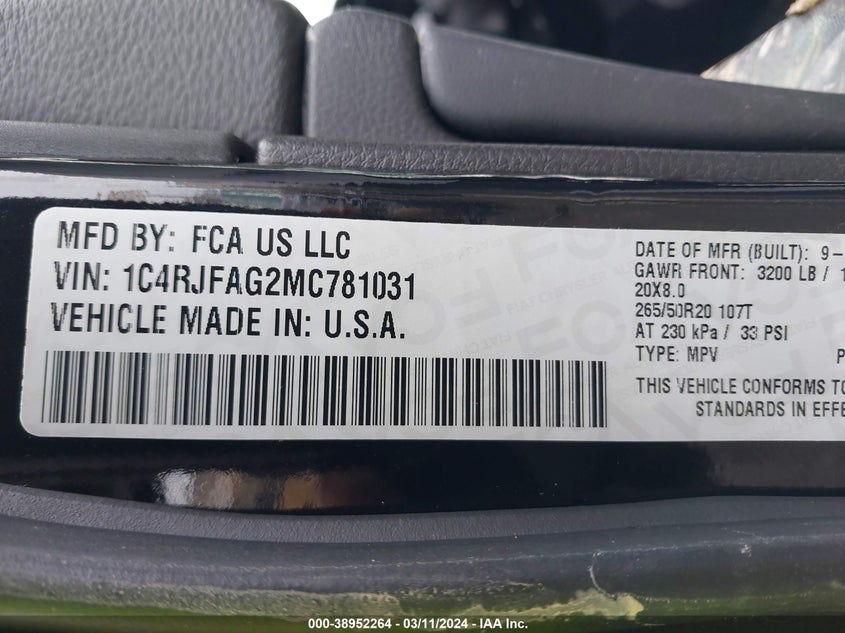 MFD BY: FCA US LLC
VIN: 1C4RJFAG2MC781031
VEHICLE MADE IN: U.S.A.
DATE OF MFR (BUILT): 9-
GAWR FRONT: 3200 LB /
20X8.0
265/50R20 107T
AT 230 kPa / 33 PSI
TYPE: MPV
THIS VEHICLE CONFORMS TO
STANDARDS IN EFFE
000-38952264 - 03/11/2024 - IAA Inc.